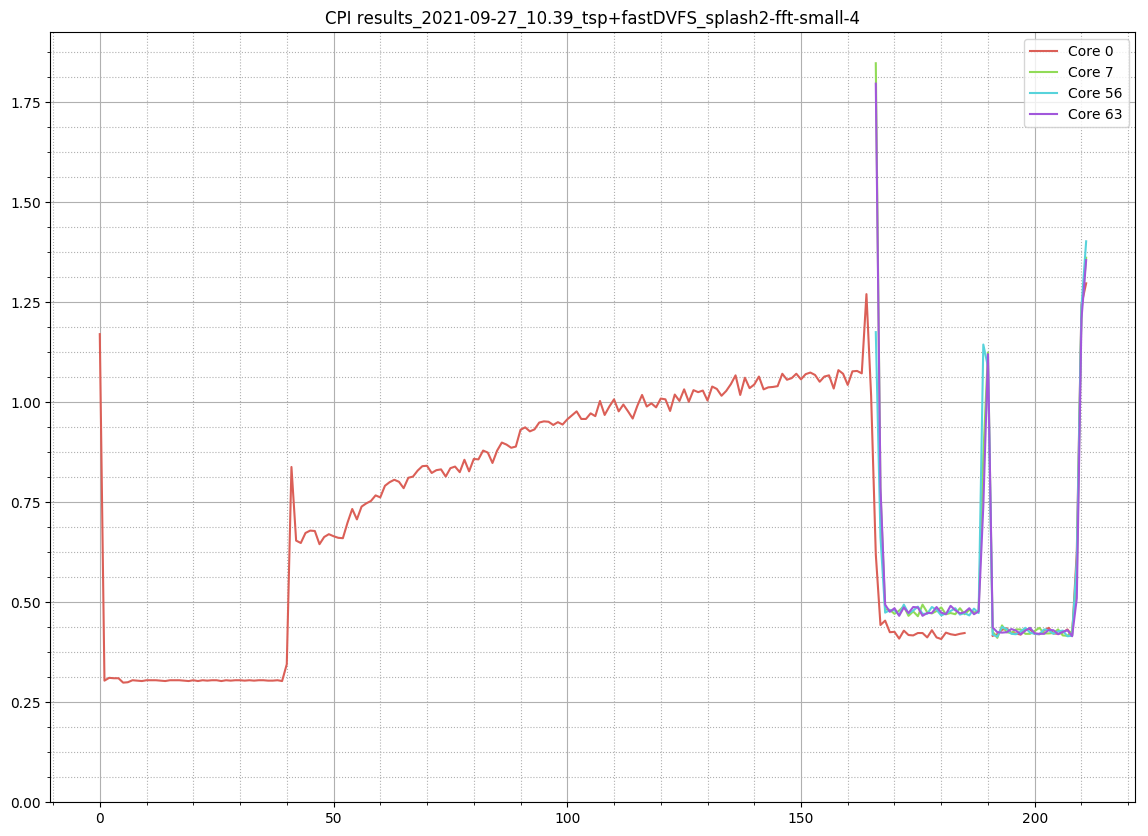 CPI results_2021-09-27_10.39_tsp+fastDVFS_splash2-fft-small-4
Core 0
Core 7
Core 56
Core 63
1.75
1.50
1.25
1.00
0.75
0.50
0.25
0.00
0 50 100 150 200